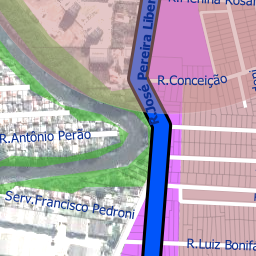 R.José Pereira Liber
R.Conceição
R.Antônio Perão
Serv.Francisco Pedroni
R.Luiz Bonifa